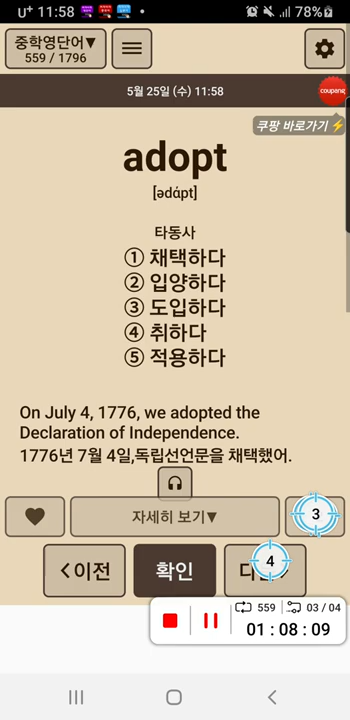 U+ 11:58 78%
중학영단어▼
559 / 1796
5월 25일 (수) 11:58
coupang
쿠팡 바로가기⚡
adopt
[ədápt]
타동사
① 채택하다
② 입양하다
③ 도입하다
④ 취하다
⑤ 적용하다
On July 4, 1776, we adopted the
Declaration of Independence.
1776년 7월 4일,독립선언문을 채택했어.
자세히 보기▼
3
<이전
확인
4
559 03 / 04
01 : 08 : 09